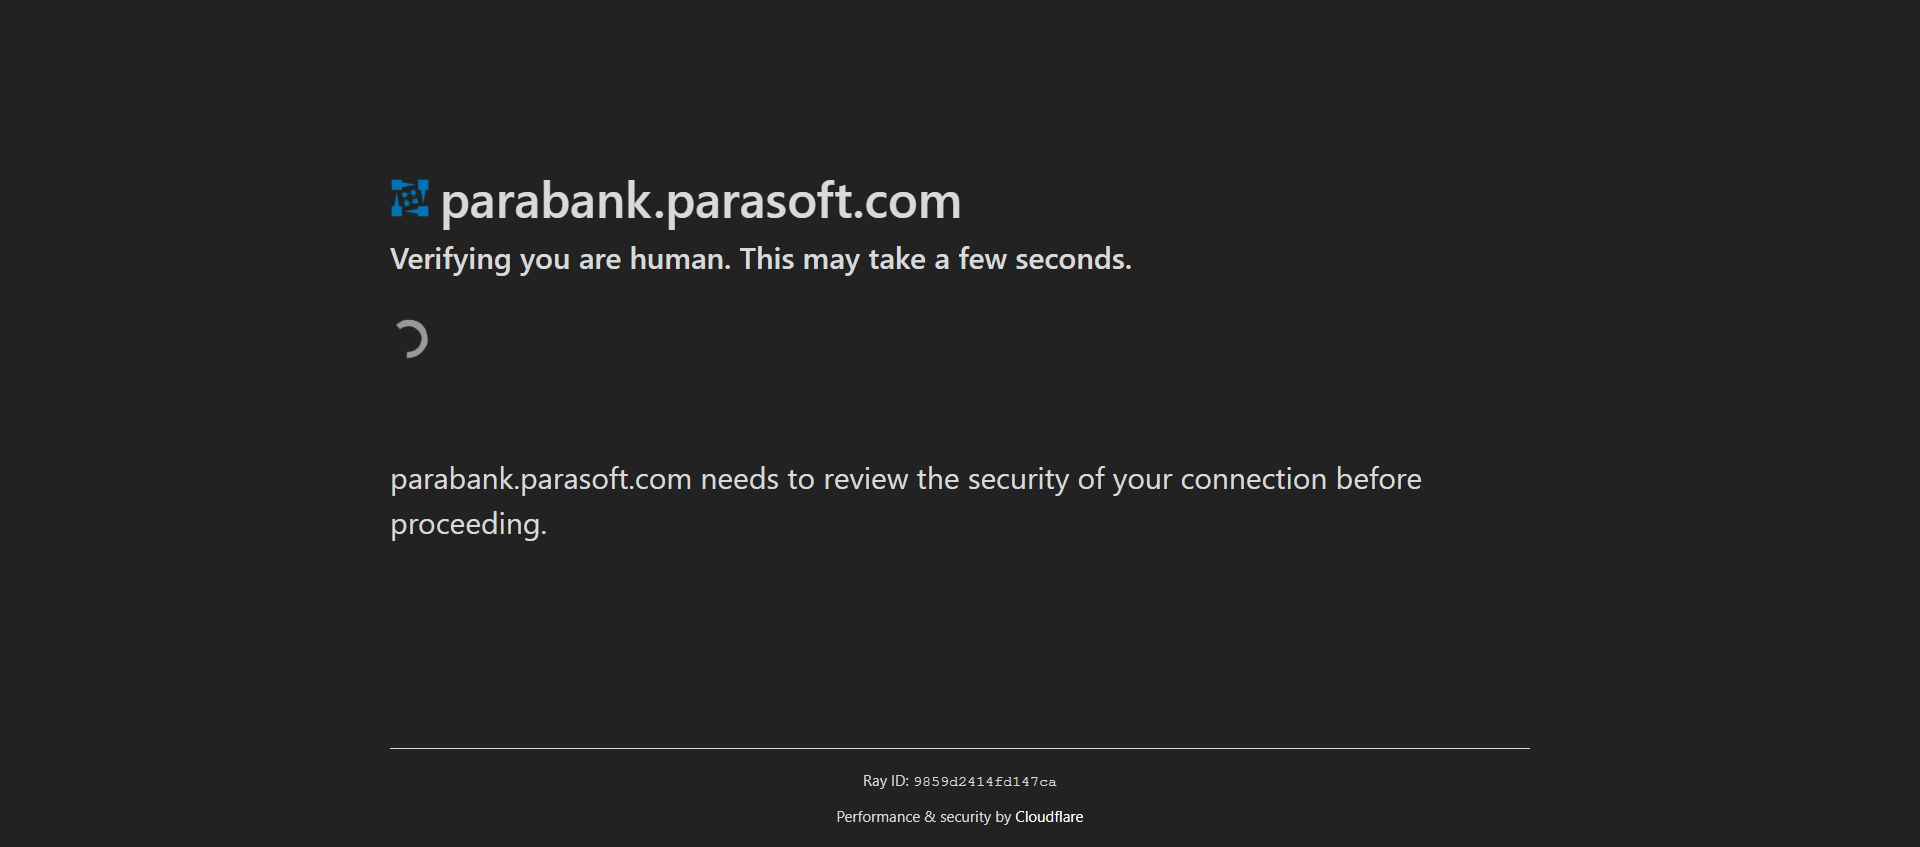 parabank.parasoft.com
Verifying you are human. This may take a few seconds.
parabank.parasoft.com needs to review the security of your connection before
proceeding.
Ray ID: 9859d2414fd147ca
Performance & security by Cloudflare